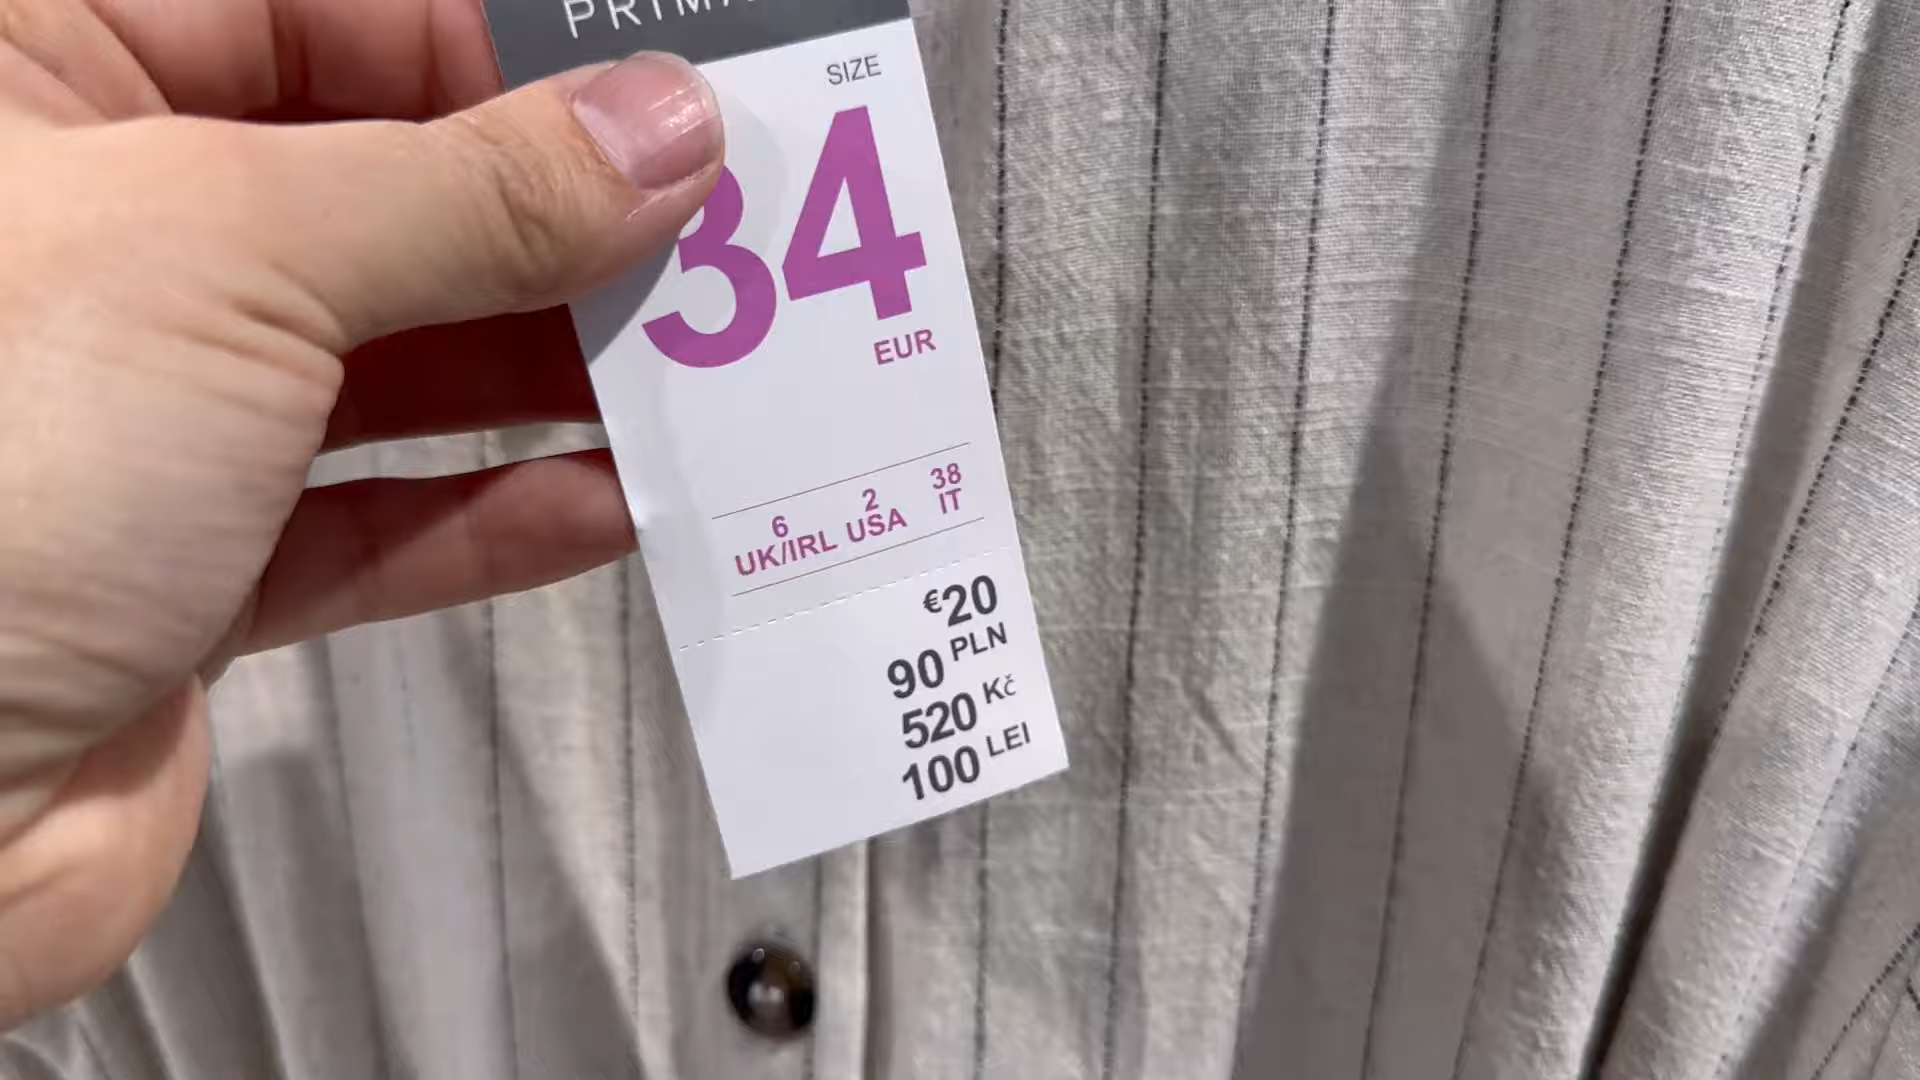 SIZE
34
EUR
6 2 38
UK/IRL USA IT
€20
90 PLN
520 Kč
100 LEI